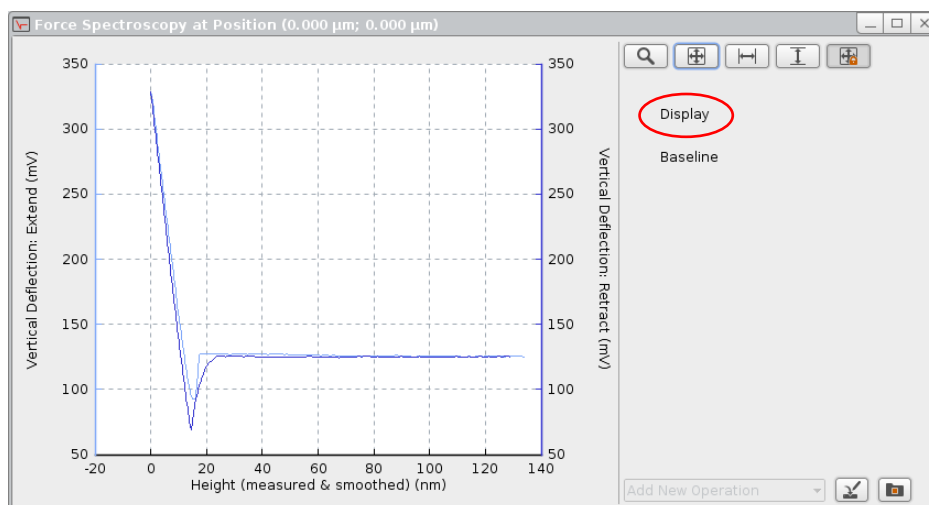 Force Spectroscopy at Position (0.000 µm; 0.000 µm)
350
300
250
200
150
100
50
Vertical Deflection: Extend (mV)
350
300
250
200
150
100
50
Vertical Deflection: Retract (mV)
-20 0 20 40 60 80 100 120 140
Height (measured & smoothed) (nm)
Display
Baseline
Add New Operation